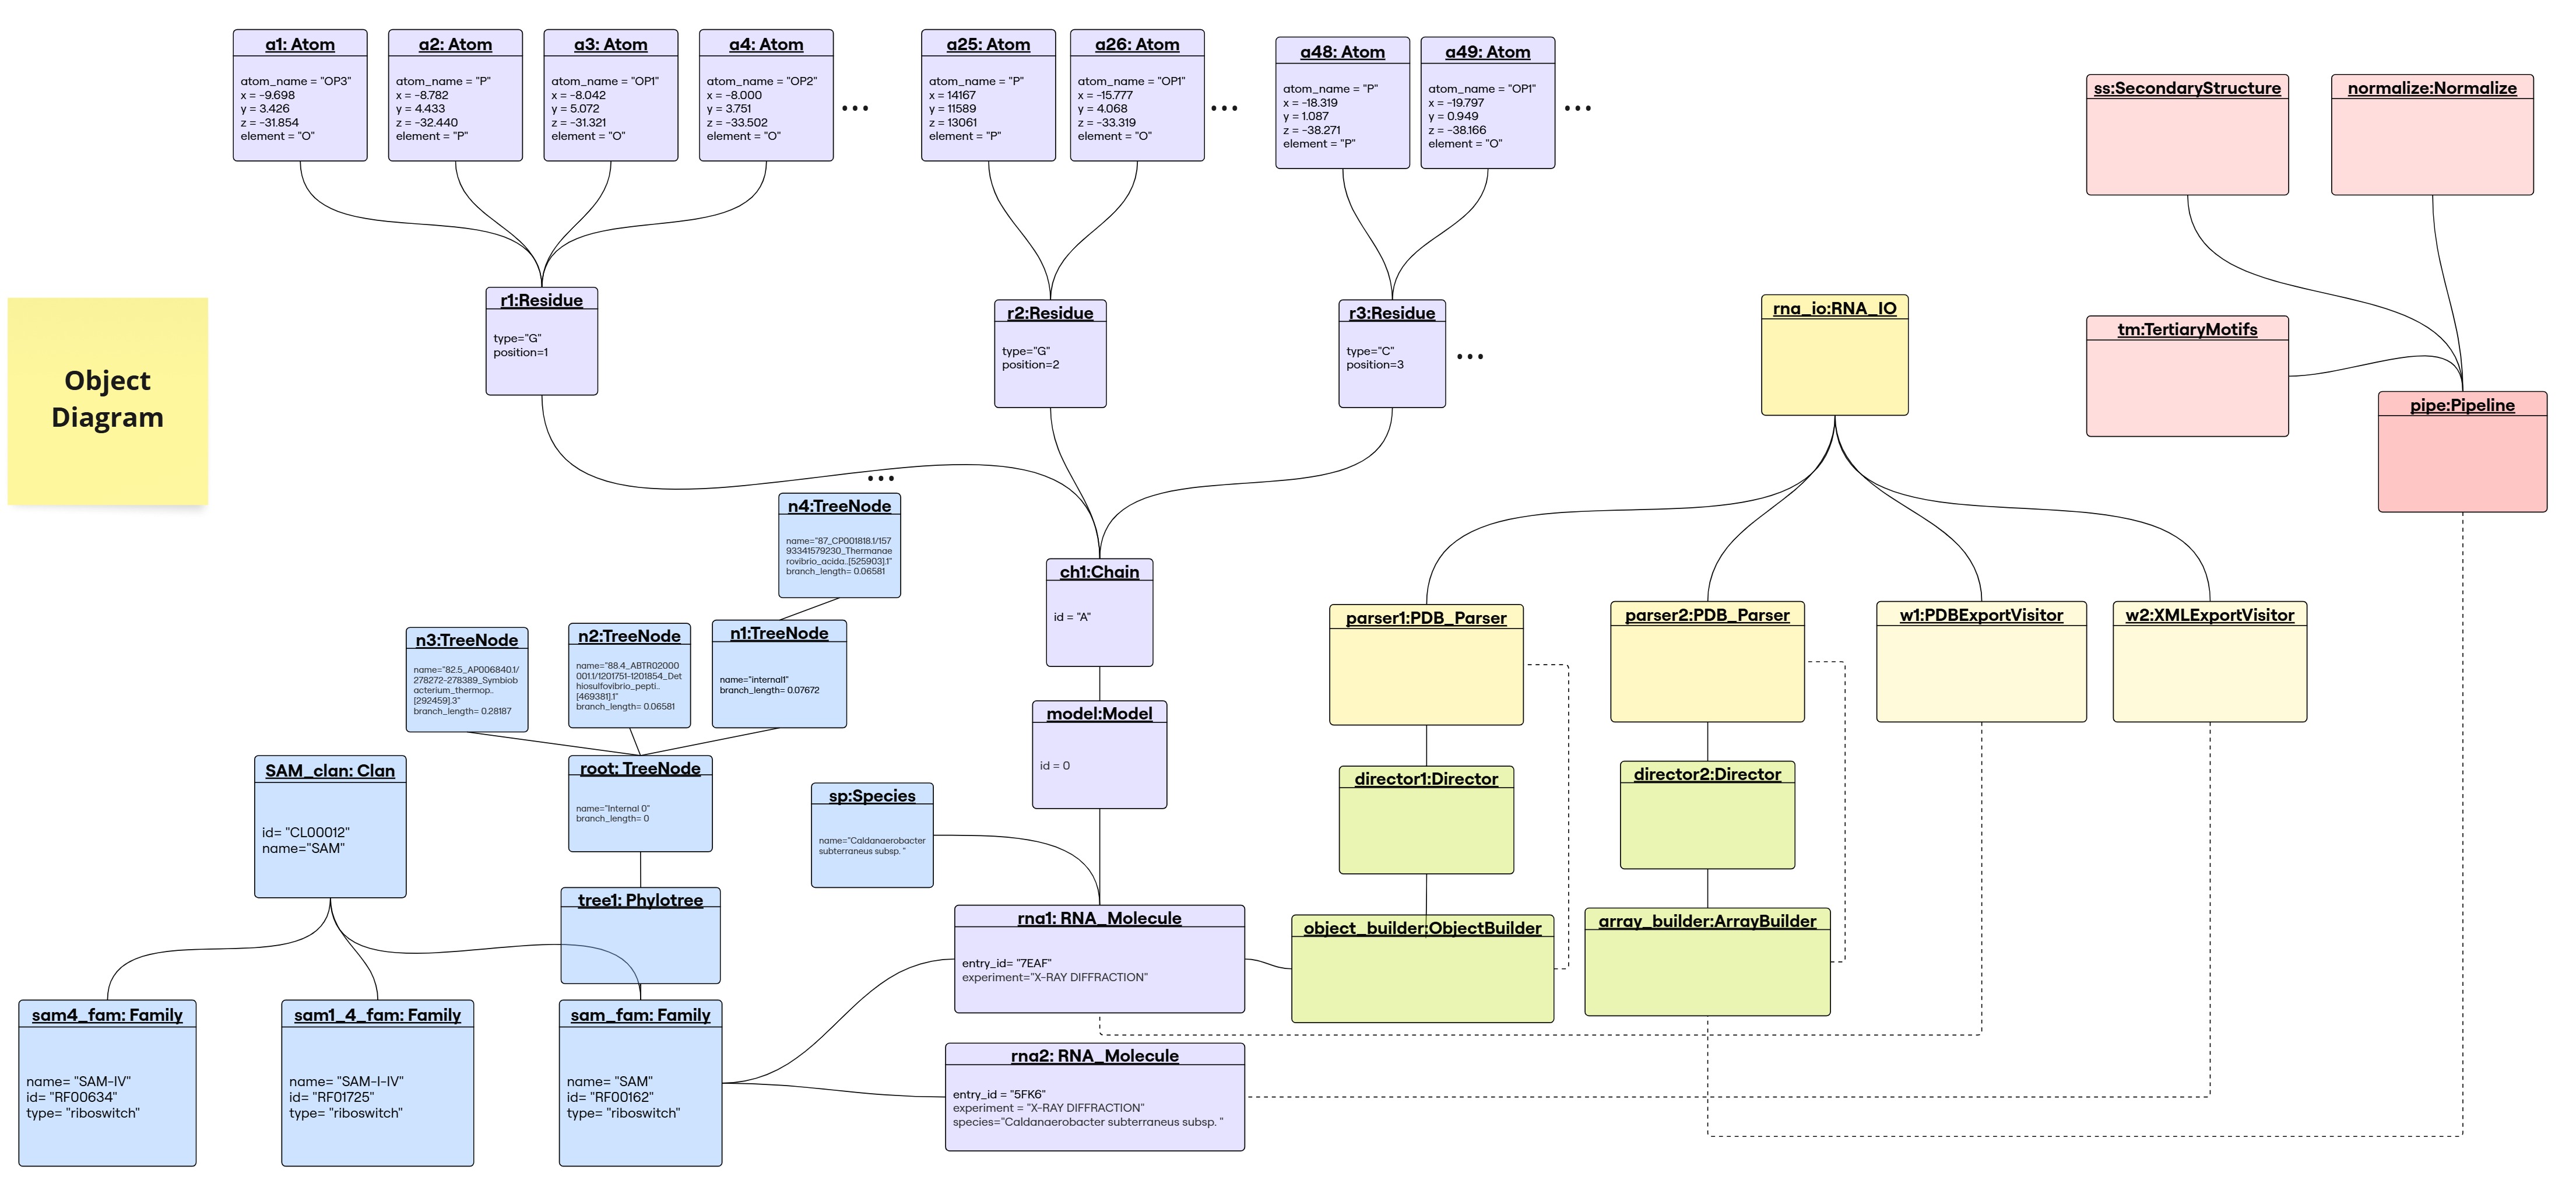 Object
Diagram
a1: Atom
atom_name = "OP3"
x = -9.698
y = 3.426
z = -31.854
element = "O"
a2: Atom
atom_name = "P"
x = -8.782
y = 4.433
z = -32.440
element = "P"
a3: Atom
atom_name = "OP1"
x = -8.042
y = 5.072
z = -31.321
element = "O"
a4: Atom
atom_name = "OP2"
x = -8.000
y = 3.751
z = -33.502
element = "O"
...
a25: Atom
atom_name = "P"
x = 14167
y = 11589
z = 13061
element = "P"
a26: Atom
atom_name = "OP1"
x = -15.777
y = 4.068
z = -33.319
element = "O"
...
a48: Atom
atom_name = "P"
x = -18.319
y = 1.087
z = -38.271
element = "P"
a49: Atom
atom_name = "OP1"
x = -19.797
y = 0.949
z = -38.166
element = "O"
...
ss:SecondaryStructure
normalize:Normalize
r1:Residue
type="G"
position=1
r2:Residue
type="G"
position=2
r3:Residue
type="C"
position=3
...
rna_io:RNA_IO
tm:TertiaryMotifs
pipe:Pipeline
...
n4:TreeNode
name="87_CP001818.1/157
93341579230_Thermanae
rovibrio_acida..[525903].1"
branch_length= 0.06581
ch1:Chain
id = "A"
parser1:PDB_Parser
parser2:PDB_Parser
w1:PDBExportVisitor
w2:XMLExportVisitor
n3:TreeNode
name="82.5_AP006840.1/
278272-278389_Symbiob
acterium_thermop..
[292459].3"
branch_length= 0.28187
n2:TreeNode
name="88.4_ABTR02000
001.1/1201751-1201854_Det
hiosulfovibrio_pepti..
[469381].1"
branch_length= 0.06581
n1:TreeNode
name="internal1"
branch_length= 0.07672
model:Model
id = 0
SAM_clan: Clan
id= "CL00012"
name="SAM"
root: TreeNode
name="Internal 0"
branch_length= 0
sp:Species
name="Caldanaerobacter
subterraneus subsp. "
director1:Director
director2:Director
tree1: Phylotree
rna1: RNA_Molecule
entry_id= "7EAF"
experiment="X-RAY DIFFRACTION"
object_builder:ObjectBuilder
array_builder:ArrayBuilder
sam4_fam: Family
name= "SAM-IV"
id= "RF00634"
type= "riboswitch"
sam1_4_fam: Family
name= "SAM-I-IV"
id= "RF01725"
type= "riboswitch"
sam_fam: Family
name= "SAM"
id= "RF00162"
type= "riboswitch"
rna2: RNA_Molecule
entry_id = "5FK6"
experiment = "X-RAY DIFFRACTION"
species="Caldanaerobacter subterraneus subsp. "